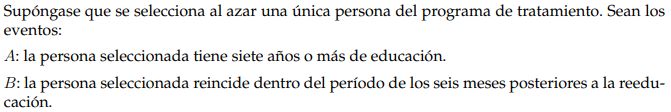 Supóngase que se selecciona al azar una única persona del programa de tratamiento. Sean los
eventos:
A: la persona seleccionada tiene siete años o más de educación.
B: la persona seleccionada reincide dentro del período de los seis meses posteriores a la reedu-
cación.